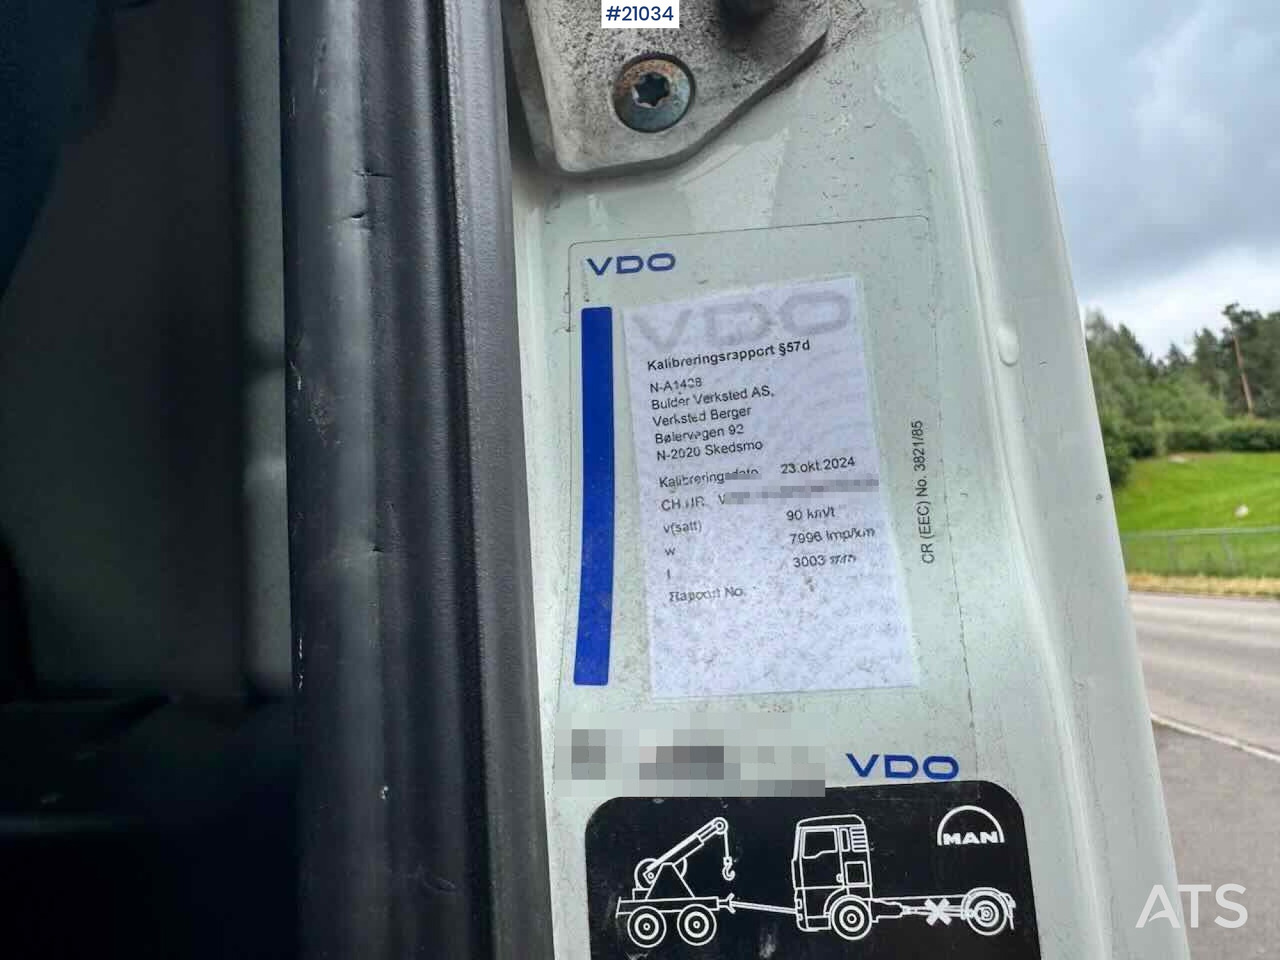 #21034
VDO
VDO
Kalibreringsrapport §57d
N-A1428
Bulder Verksted AS,
Verksted Berger
Bølervegen 92
N-2020 Skedsmo
Kalibreringsdato 23.okt.2024
CH.NR. V
v(satt) 90 km/t
w 7996 Imp/km
l 3003 mm
Rapport No.
CR (EEC) No. 3821/85
VDO
MAN
ATS